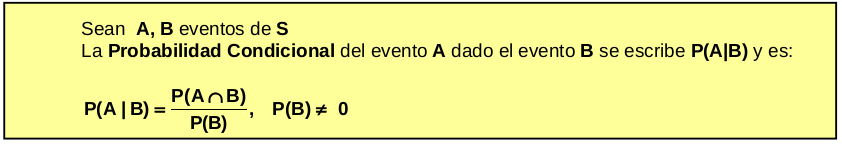 Sean A, B eventos de S
La Probabilidad Condicional del evento A dado el evento B se escribe P(A|B) y es:
P(A | B) = P(A ∩ B) / P(B), P(B) ≠ 0